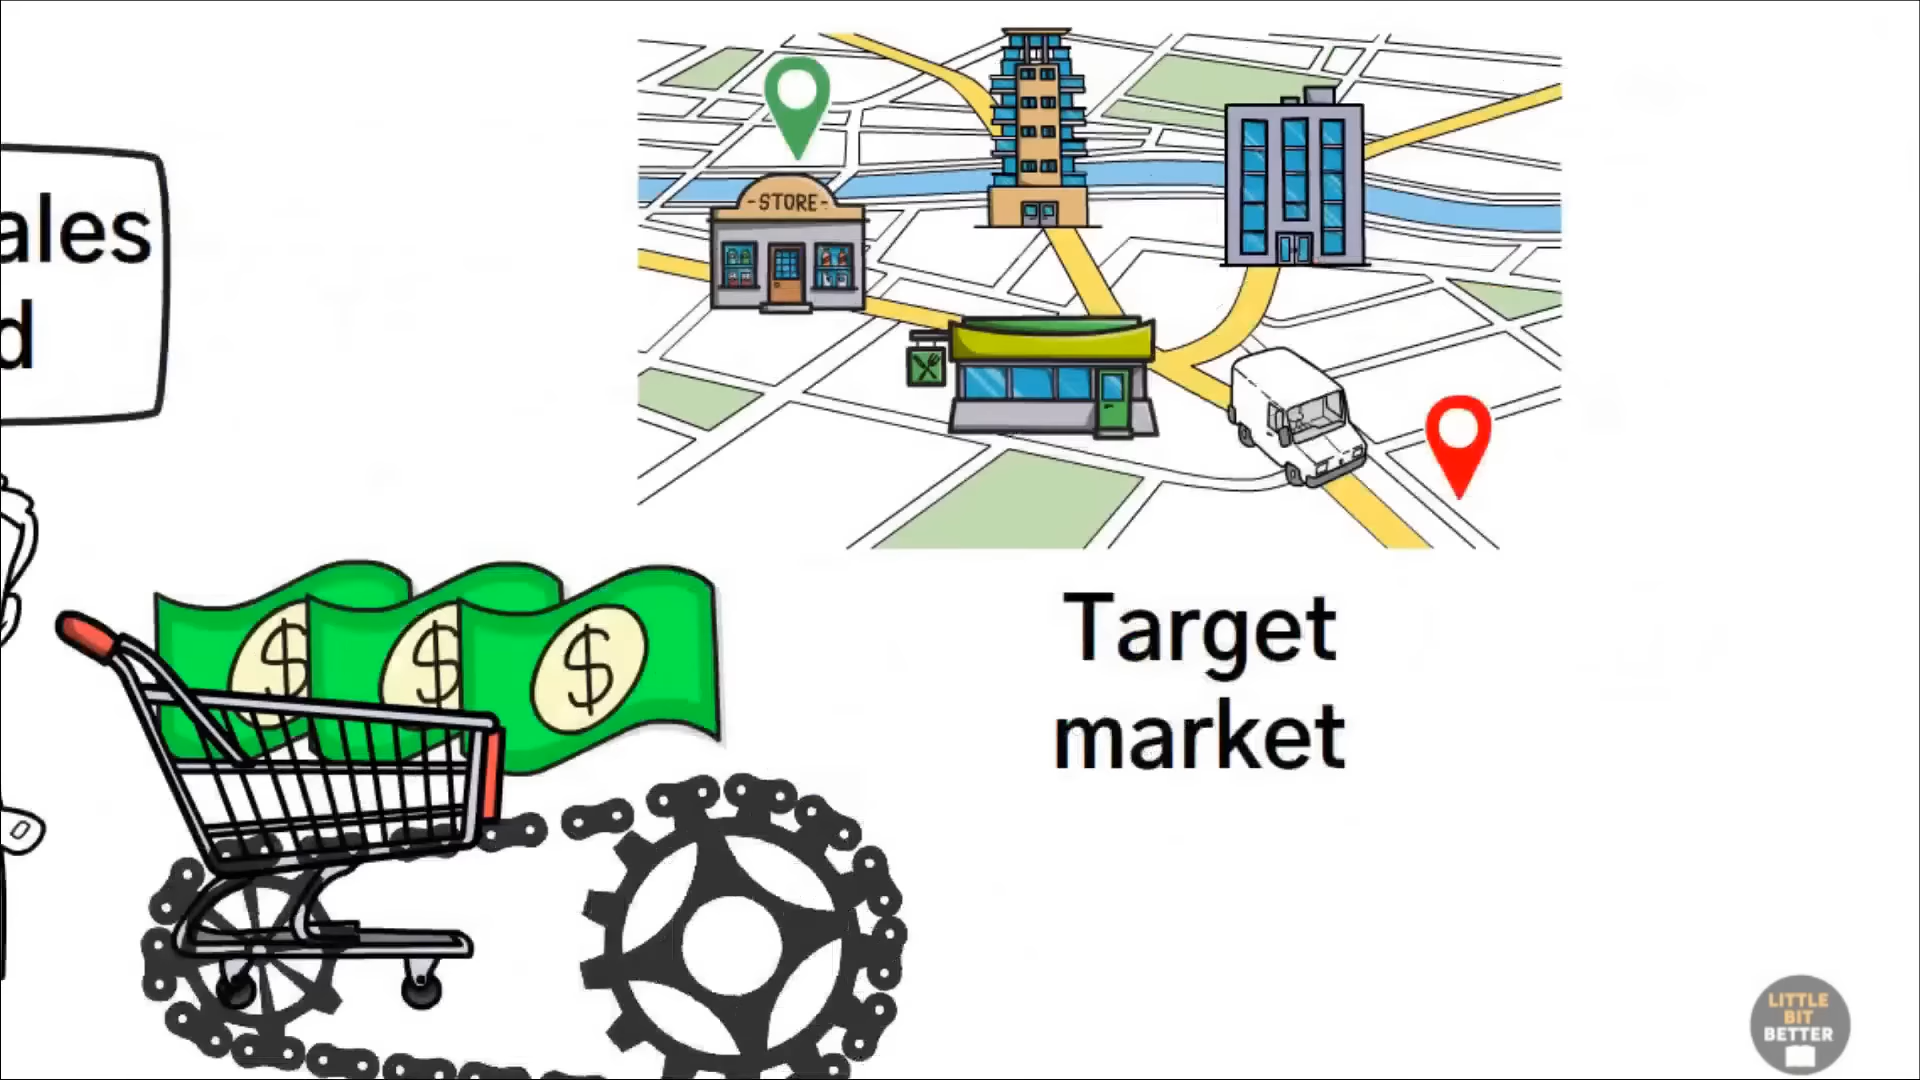 ales
d
-STORE-
$ $ $
Target
market
LITTLE
BIT
BETTER